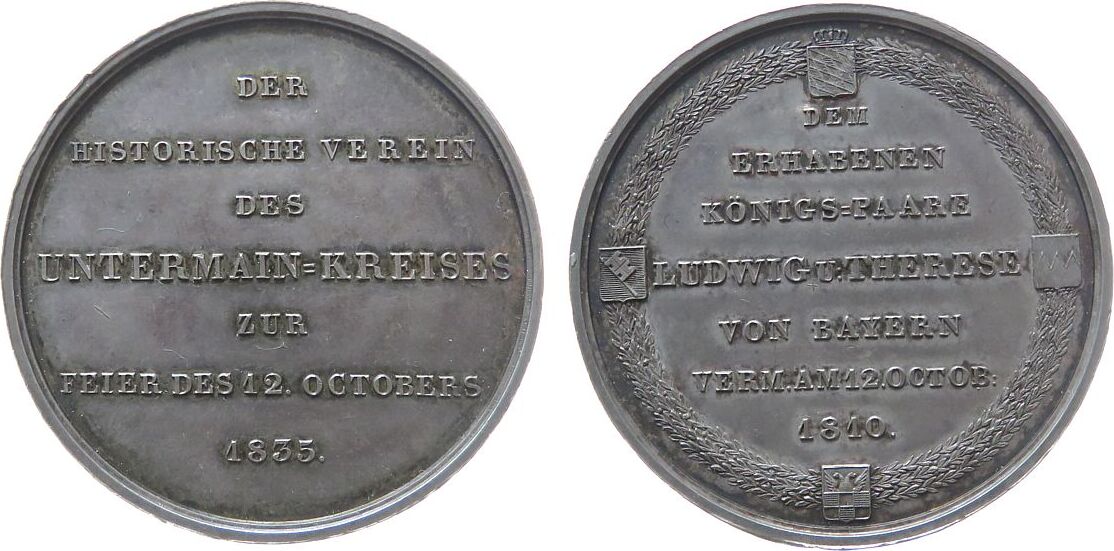 DER
HISTORISCHE VEREIN
DES
UNTERMAIN=KREISES
ZUR
FEIER DES 12. OCTOBERS
1835.
DEM
ERHABENEN
KÖNIGS=PAARE
LUDWIG U: THERESE
VON BAYERN
VERM. AM 12. OCTOB:
1810.